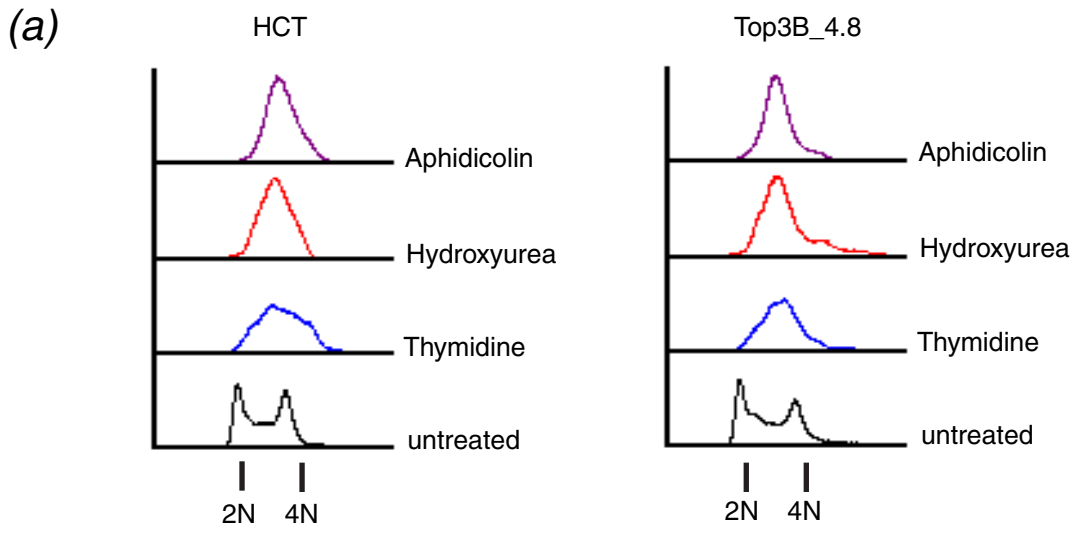 (a)
HCT
Top3B_4.8
Aphidicolin
Aphidicolin
Hydroxyurea
Hydroxyurea
Thymidine
Thymidine
untreated
untreated
2N 4N
2N 4N